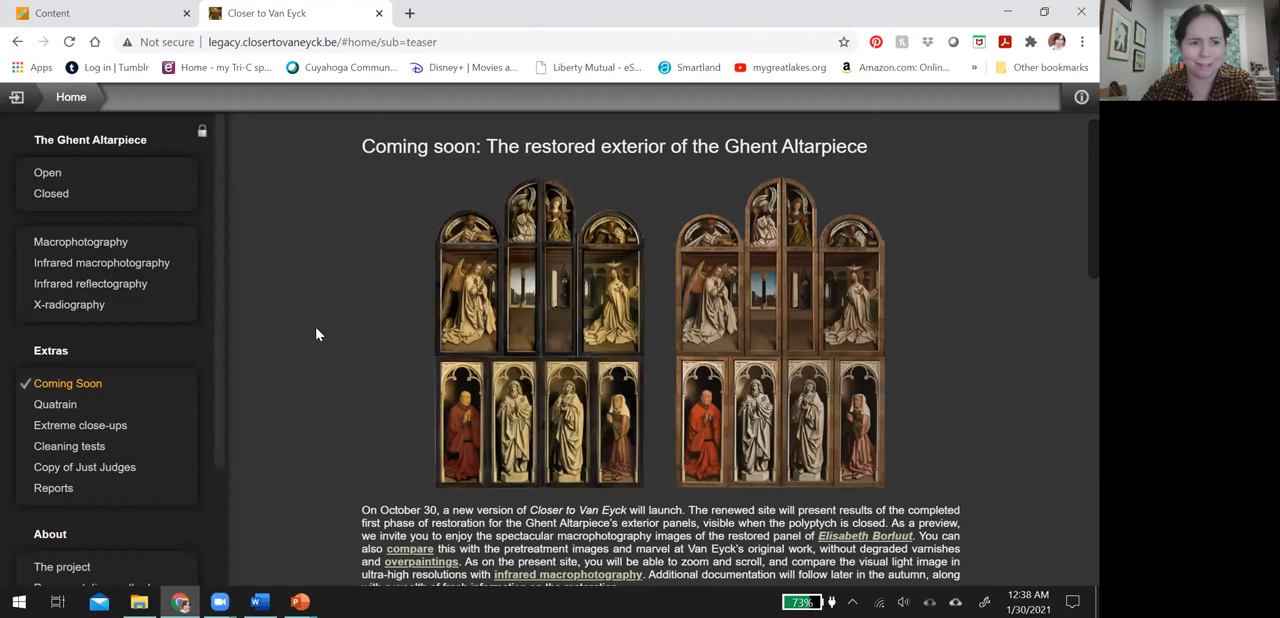 Content
Closer to Van Eyck
Not secure
legacy.closertovaneyck.be/#home/sub=teaser
Apps
Log in | Tumblr
Home - my Tri-C sp...
Cuyahoga Commun...
Disney+ | Movies a...
Liberty Mutual - eS...
Smartland
mygreatlakes.org
Amazon.com: Onlin...
»
Other bookmarks
Home
The Ghent Altarpiece
Open
Closed
Macrophotography
Infrared macrophotography
Infrared reflectography
X-radiography
Extras
Coming Soon
Quatrain
Extreme close-ups
Cleaning tests
Copy of Just Judges
Reports
About
The project
Coming soon: The restored exterior of the Ghent Altarpiece
On October 30, a new version of Closer to Van Eyck will launch. The renewed site will present results of the completed
first phase of restoration for the Ghent Altarpiece's exterior panels, visible when the polyptych is closed. As a preview,
we invite you to enjoy the spectacular macrophotography images of the restored panel of Elisabeth Borluut. You can
also compare this with the pretreatment images and marvel at Van Eyck's original work, without degraded varnishes
and overpaintings. As on the present site, you will be able to zoom and scroll, and compare the visual light image in
ultra-high resolutions with infrared macrophotography. Additional documentation will follow later in the autumn, along
73%
12:38 AM
1/30/2021